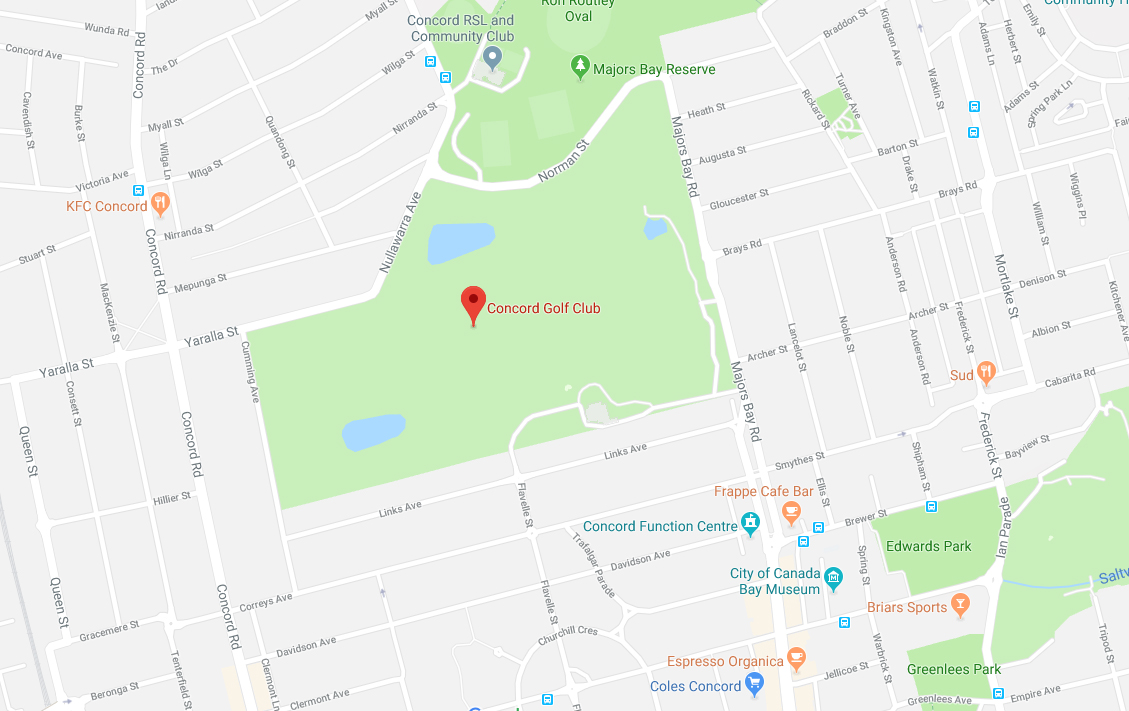 Ron Routley
Oval
Community
Concord RSL and
Community Club
Majors Bay Reserve
Myall St
Wunda Rd
Concord Ave
The Dr
Concord Rd
Wilga St
Cavendish St
Burke St
Myall St
Nirranda St
Quandong St
Wilga Ln
Wilga St
Victoria Ave
KFC Concord
Nirranda St
Stuart St
Mepunga St
Concord Rd
MacKenzie St
Nullawarra Ave
Norman St
Majors Bay Rd
Heath St
Augusta St
Gloucester St
Brays Rd
Braddon St
Kingston Ave
Watkin St
Adams Ln
Herbert St
Emily St
Turner Ave
Rickard St
Adams St
Spring Park Ln
Barton St
Drake St
Brays Rd
Wiggins Pl
William St
Anderson Rd
Mortlake St
Denison St
Kitchener Ave
Archer St
Frederick St
Albion St
Anderson Rd
Lancelot St
Noble St
Archer St
Concord Golf Club
Yaralla St
Yaralla St
Cumming Ave
Consett St
Queen St
Concord Rd
Hillier St
Links Ave
Links Ave
Majors Bay Rd
Sud
Cabarita Rd
Frederick St
Bayview St
Smythes St
Shipham St
Ellis St
Frappe Cafe Bar
Concord Function Centre
Brewer St
Edwards Park
Ian Parade
Flavelle St
Trafalgar Parade
Davidson Ave
City of Canada
Bay Museum
Spring St
Briars Sports
Saltw
Queen St
Concord Rd
Correys Ave
Gracemere St
Davidson Ave
Flavelle St
Churchill Cres
Espresso Organica
Coles Concord
Jellicoe St
Warbrick St
Greenlees Park
Greenlees Ave
Empire Ave
Tripod St
Beronga St
Tenterfield St
Clermont Ln
Clermont Ave